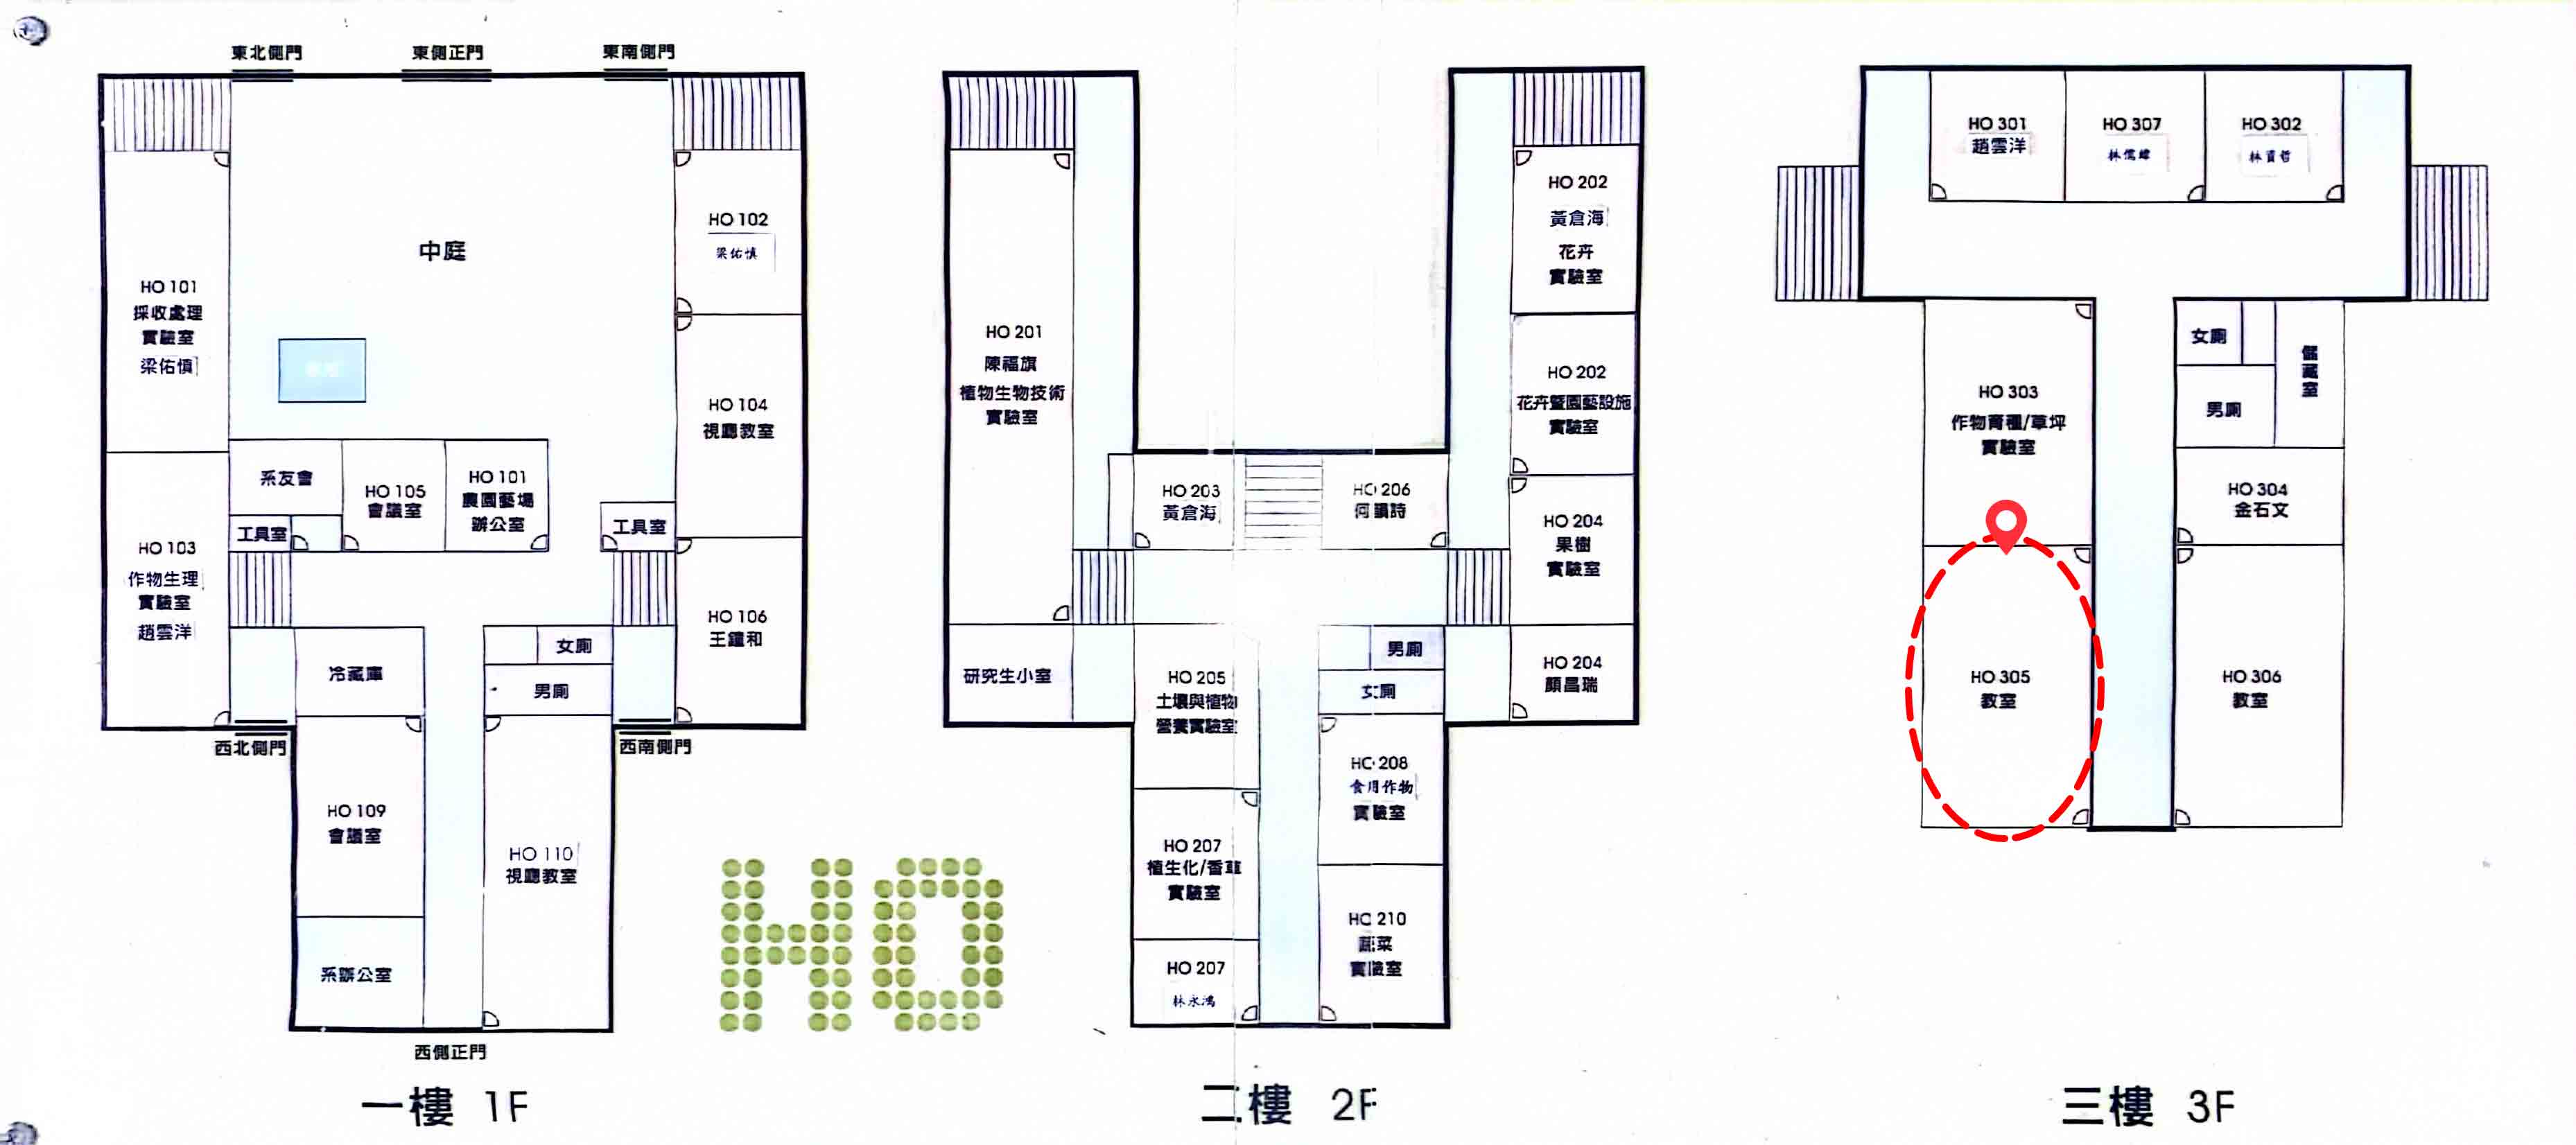 東北側門
東側正門
東南側門
HO 101
採收處理
實驗室
梁佑慎
中庭
HO 102
梁佑慎
HO 104
視聽教室
系友會
工具室
HO 105
會議室
HO 101
農園藝場
辦公室
工具室
HO 103
作物生理
實驗室
趙雲洋
HO 106
王鐘和
冷藏庫
女廁
男廁
西北側門
西南側門
HO 109
會議室
HO 110
視聽教室
系辦公室
西側正門
一樓 1F
HO
HO 201
陳福旗
植物生物技術
實驗室
HO 202
黃倉海
花卉
實驗室
HO 202
花卉暨園藝設施
實驗室
HO 203
黃倉海
HO 206
何韻詩
HO 204
果樹
實驗室
研究生小室
HO 205
土壤與植物
營養實驗室
男廁
女廁
HO 204
顏昌瑞
HO 208
食用作物
實驗室
HO 207
植生化/香草
實驗室
HO 210
蔬菜
實驗室
HO 207
林永鴻
二樓 2F
HO 301
趙雲洋
HO 307
林儒
HO 302
林資哲
HO 303
作物育種/草坪
實驗室
女廁
男廁
儲藏室
HO 304
金石文
HO 305
教室
HO 306
教室
三樓 3F